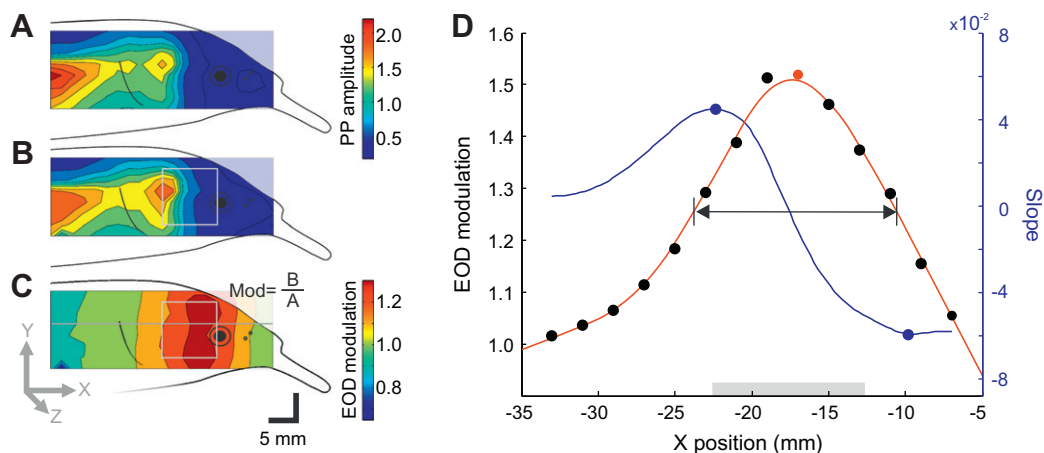 A
PP amplitude
2.0
1.5
1.0
0.5
B
C
Mod= B/A
EOD modulation
1.2
1.0
0.8
Y
X
Z
5 mm
D
EOD modulation
1.6
1.5
1.4
1.3
1.2
1.1
1.0
-35
-30
-25
-20
-15
-10
-5
X position (mm)
x10-2
8
4
0
-4
-8
Slope